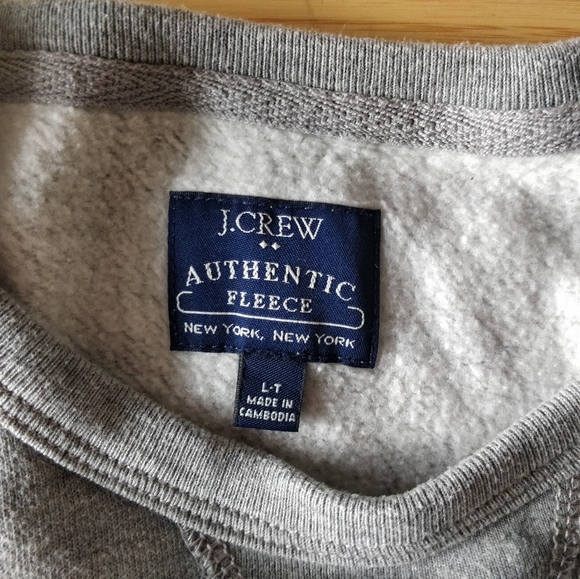 J.CREW
AUTHENTIC
FLEECE
NEW YORK, NEW YORK
L-T
MADE IN
CAMBODIA